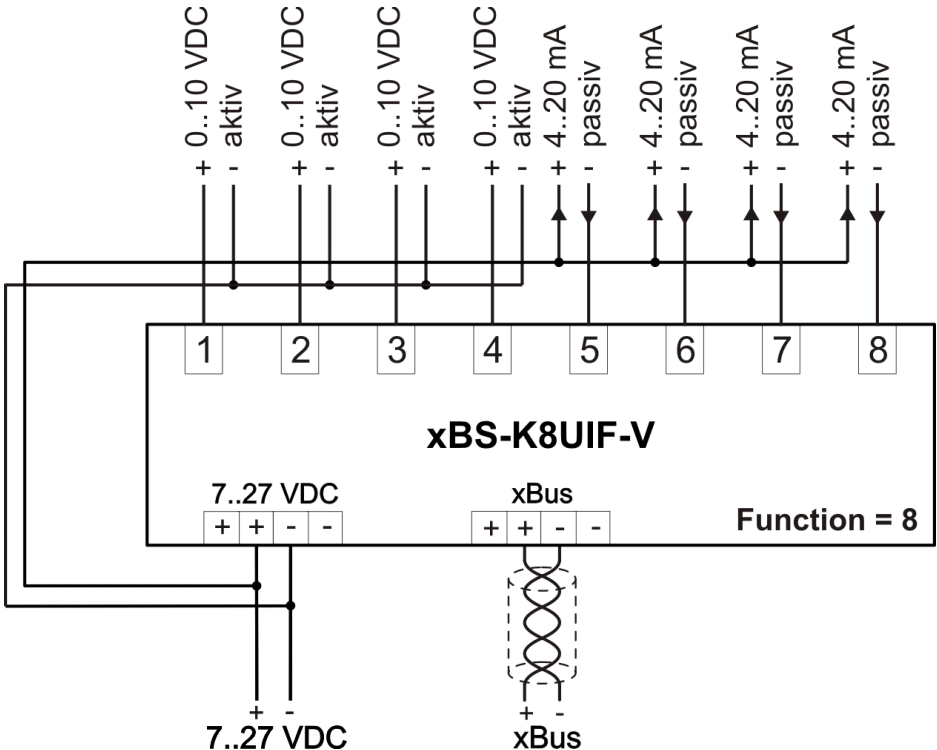 + 0..10 VDC
- aktiv
+ 0..10 VDC
- aktiv
+ 0..10 VDC
- aktiv
+ 0..10 VDC
- aktiv
+ 4..20 mA
- passiv
+ 4..20 mA
- passiv
+ 4..20 mA
- passiv
+ 4..20 mA
- passiv
1 2 3 4 5 6 7 8
xBS-K8UIF-V
7..27 VDC xBus
+ + - - + + - -
Function = 8
+ - + -
7..27 VDC xBus